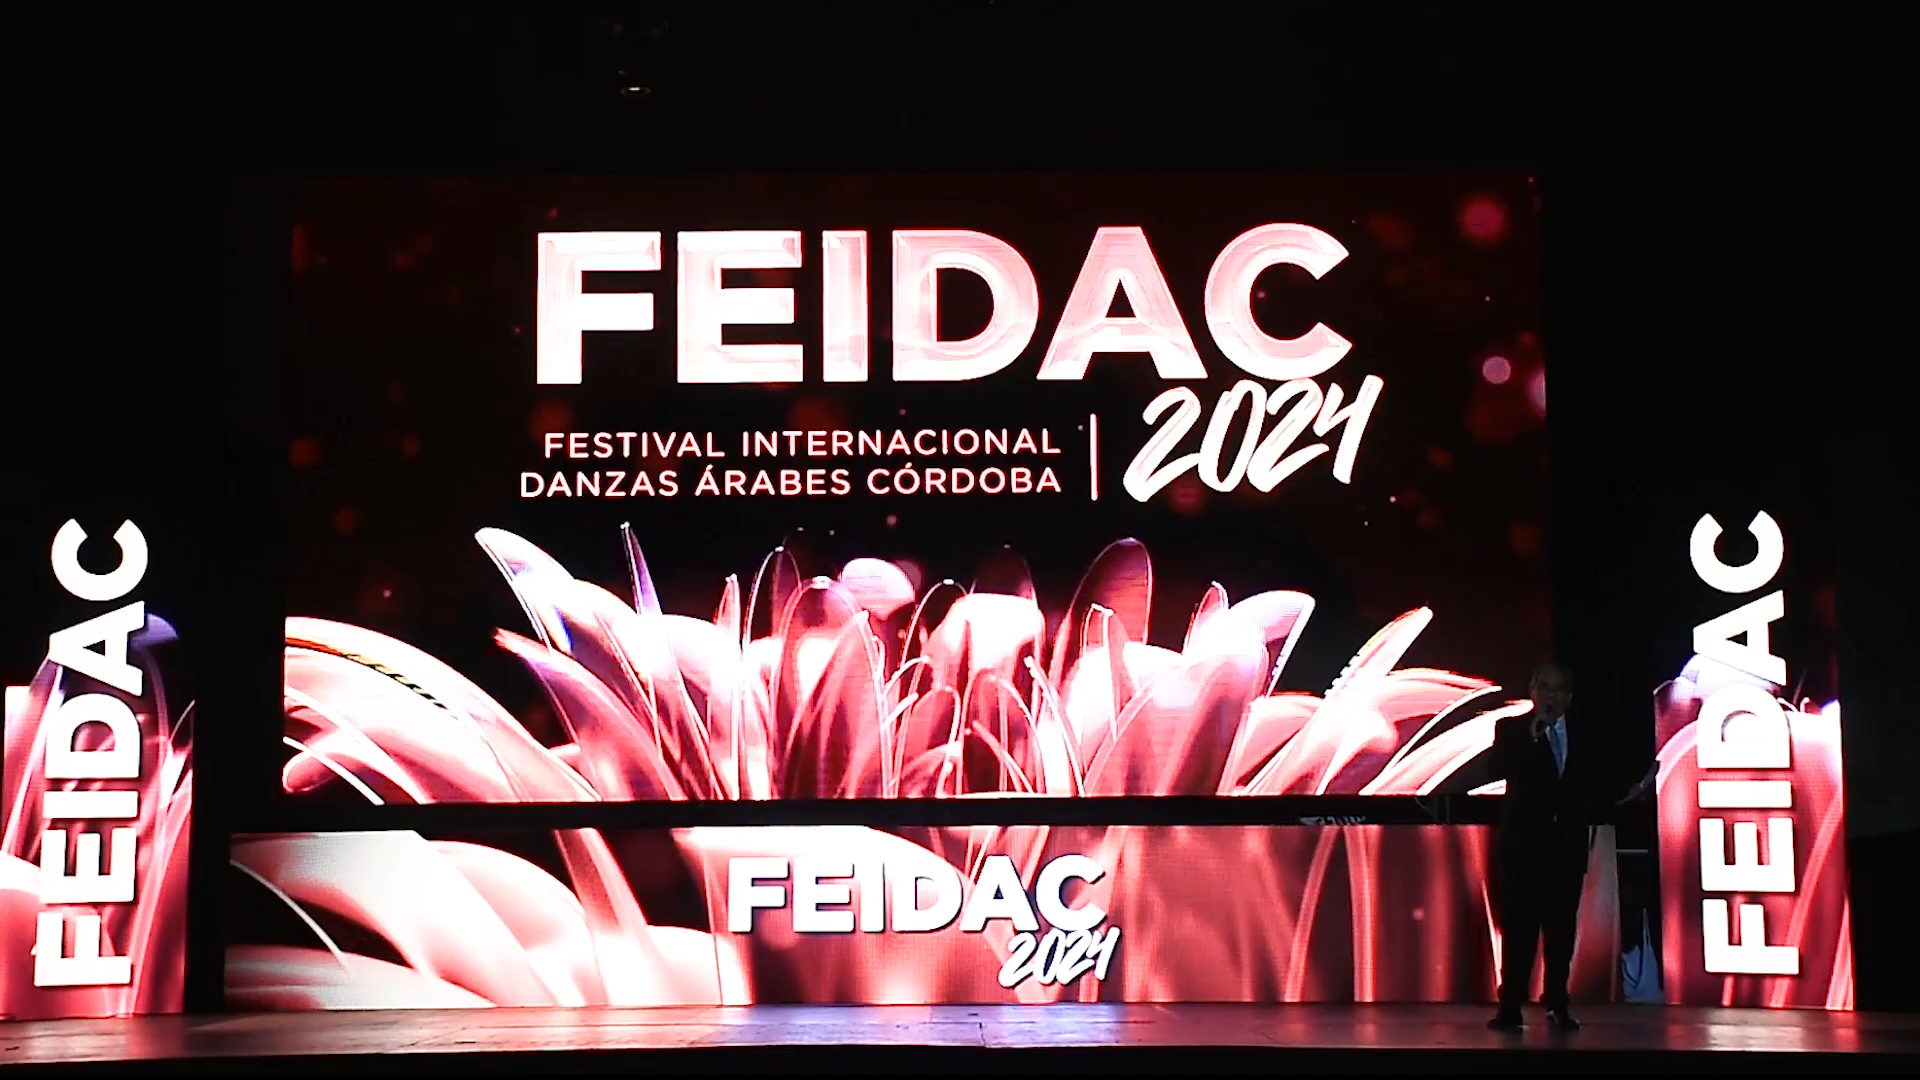 FEIDAC
2024
FESTIVAL INTERNACIONAL
DANZAS ÁRABES CÓRDOBA
FEIDAC
FEIDAC
FEIDAC
2024